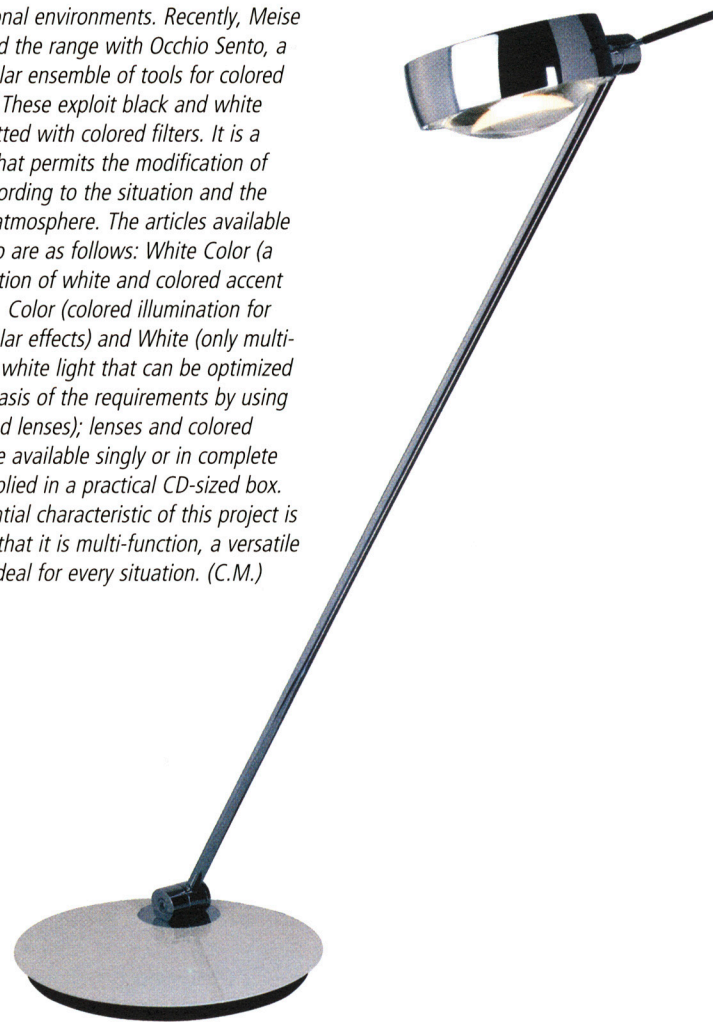 nal environments. Recently, Meise
d the range with Occhio Sento, a
lar ensemble of tools for colored
These exploit black and white
tted with colored filters. It is a
hat permits the modification of
ording to the situation and the
atmosphere. The articles available
o are as follows: White Color (a
tion of white and colored accent
Color (colored illumination for
lar effects) and White (only multi-
white light that can be optimized
asis of the requirements by using
d lenses); lenses and colored
e available singly or in complete
plied in a practical CD-sized box.
ntial characteristic of this project is
that it is multi-function, a versatile
deal for every situation. (C.M.)